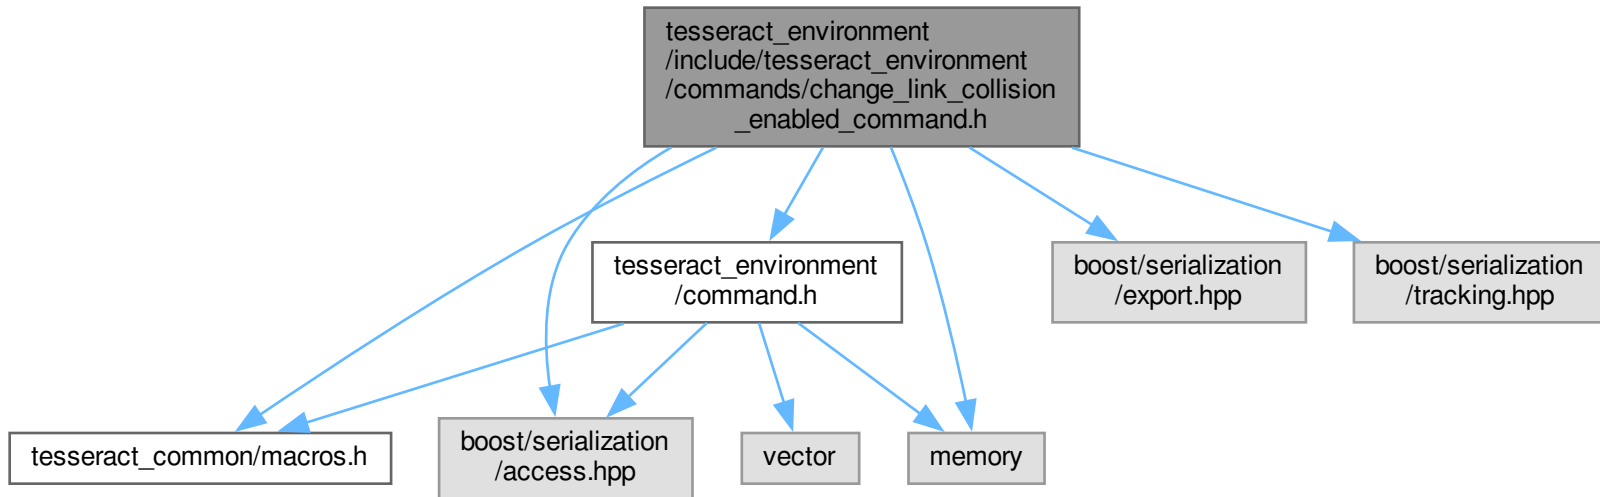 tesseract_environment
/include/tesseract_environment
/commands/change_link_collision
_enabled_command.h
tesseract_environment
/command.h
boost/serialization
/export.hpp
boost/serialization
/tracking.hpp
tesseract_common/macros.h
boost/serialization
/access.hpp
vector
memory